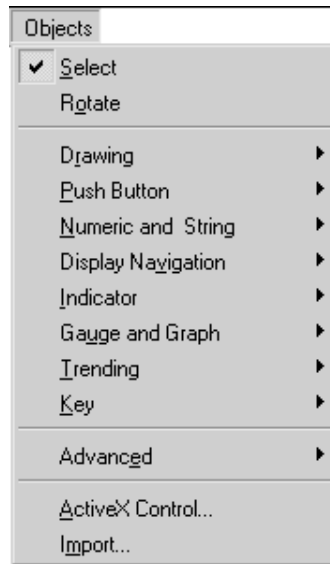 Objects
Select
Rotate
Drawing
Push Button
Numeric and String
Display Navigation
Indicator
Gauge and Graph
Trending
Key
Advanced
ActiveX Control...
Import...